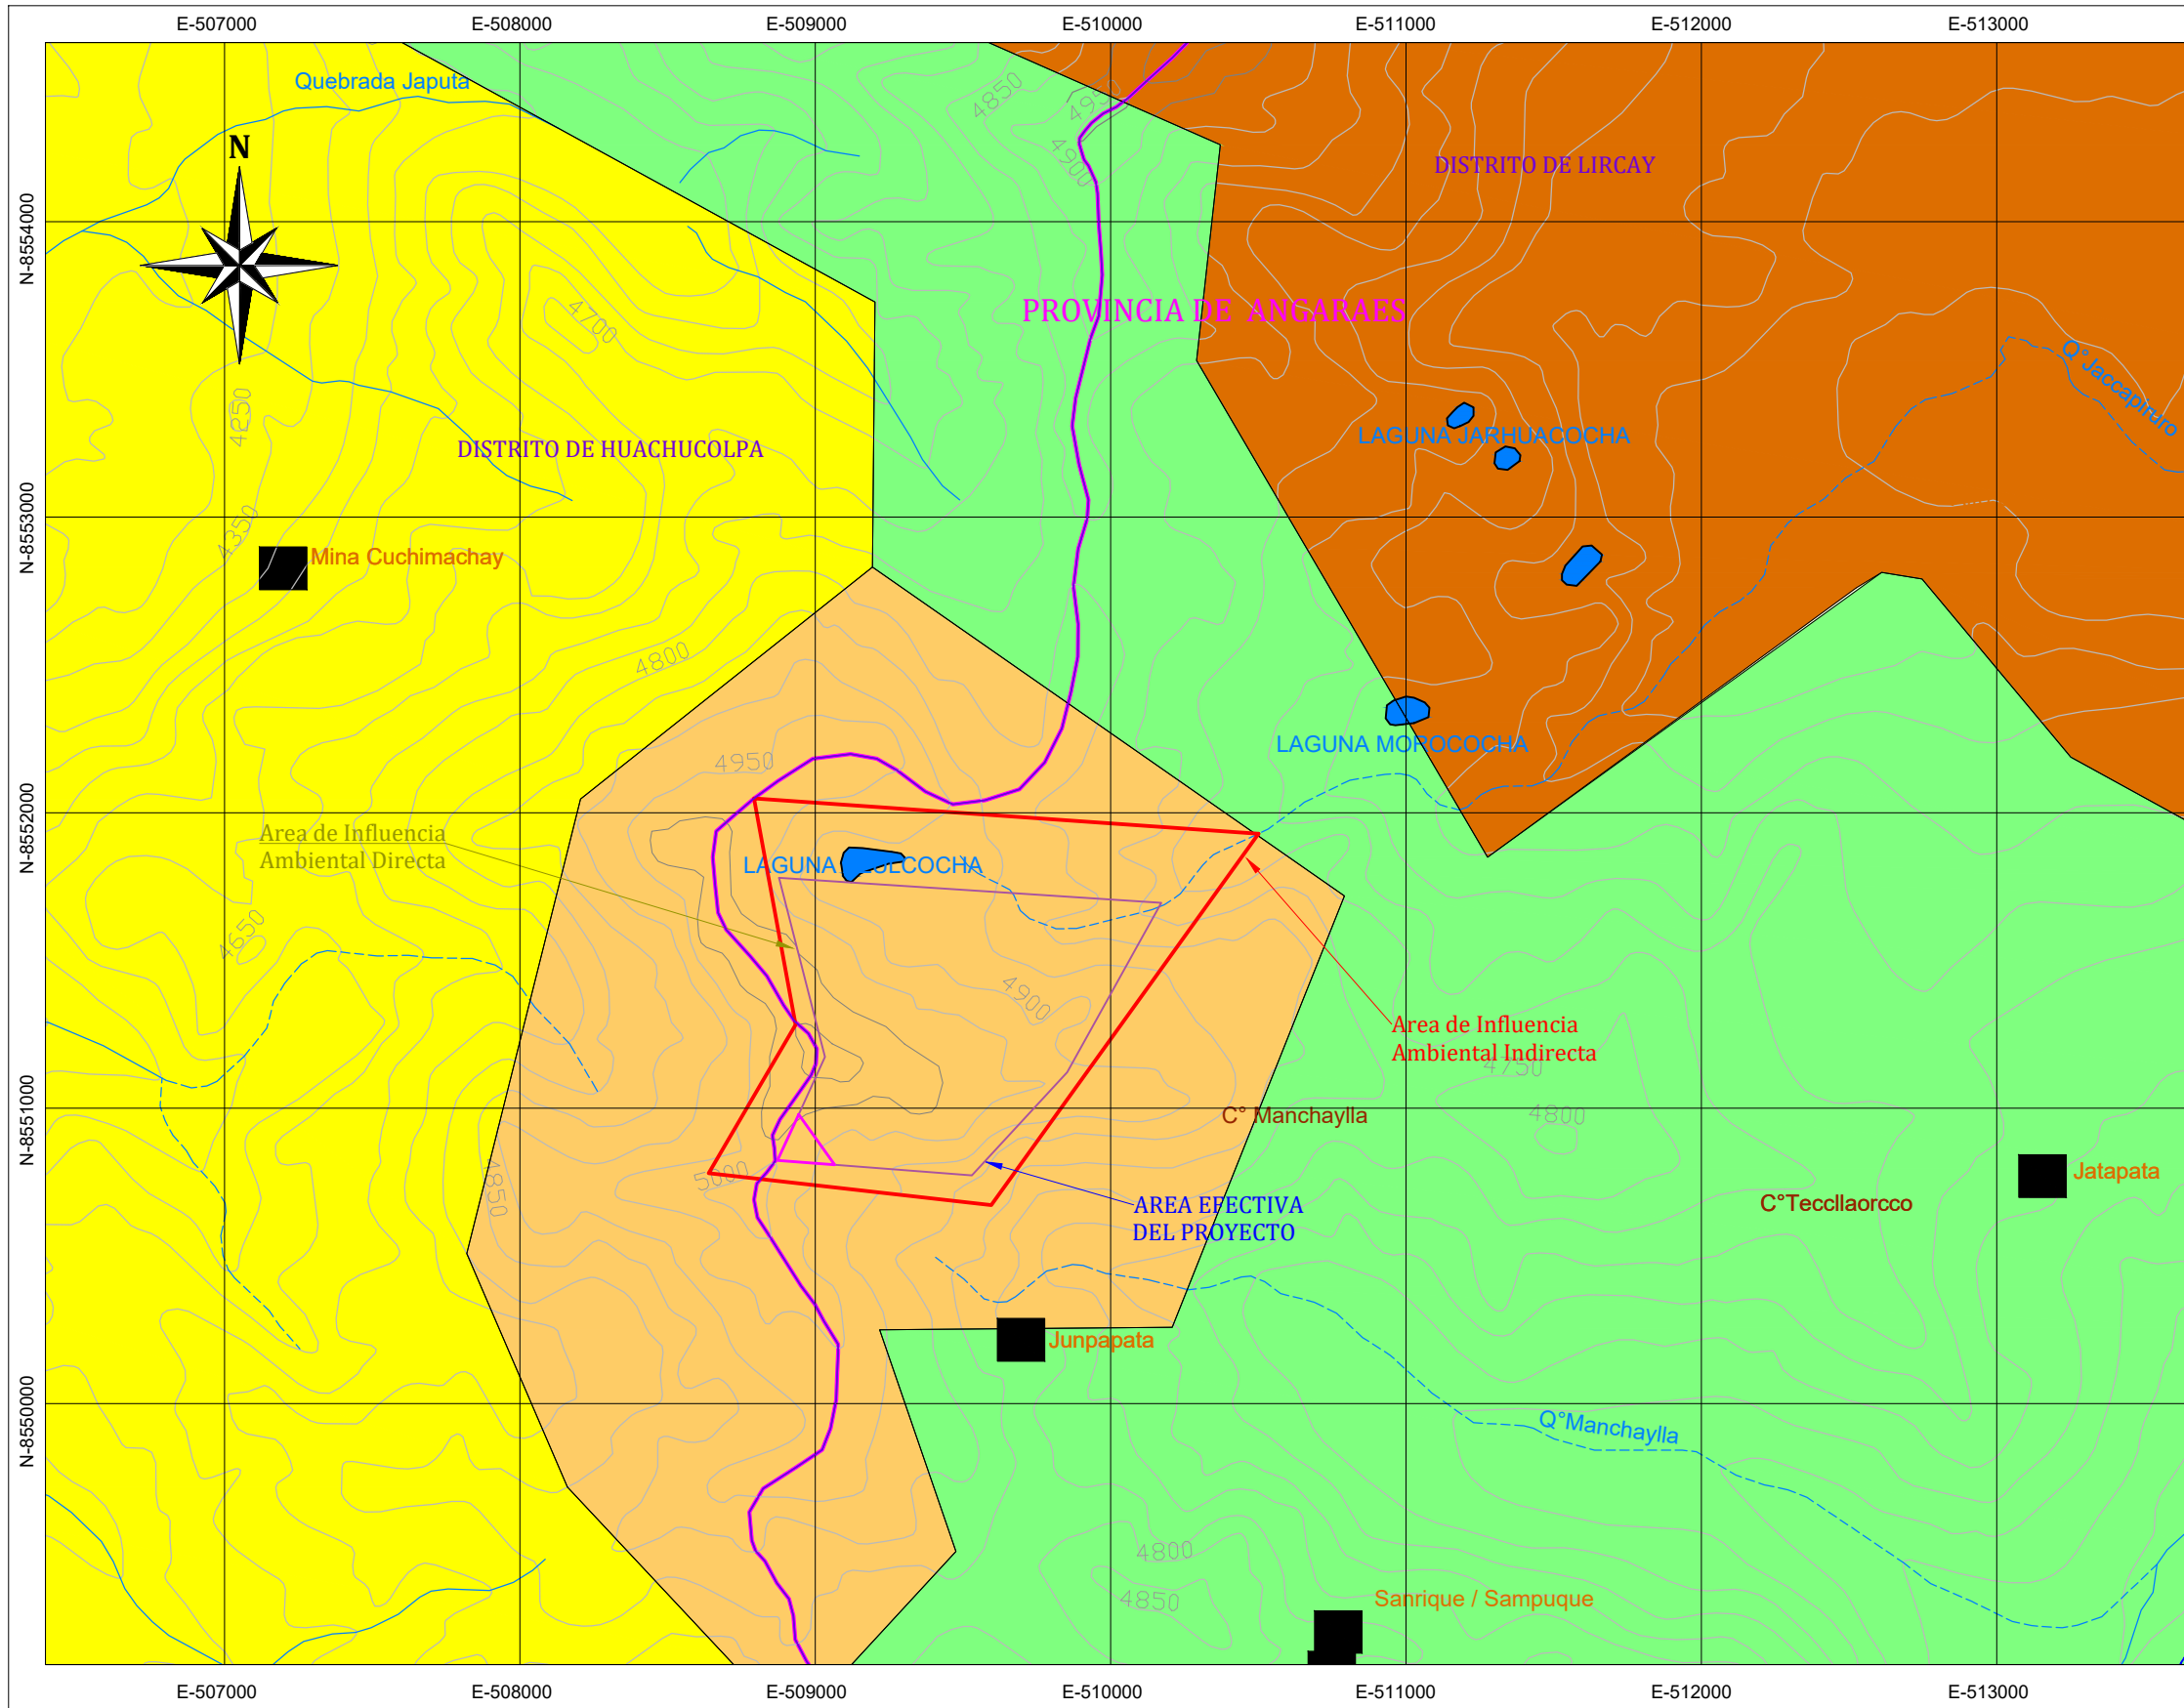 E-507000 E-508000 E-509000 E-510000 E-511000 E-512000 E-513000
Quebrada Japuta
4850
4950
N
4900
DISTRITO DE LIRCAY
N-8554000
PROVINCIA DE ANGARAES
4700
Q°Jaccapiruro
4250
DISTRITO DE HUACHUCOLPA
LAGUNA JARHUACOCHA
N-8553000
4350
Mina Cuchimachay
4800
LAGUNA MOROCOCHA
4950
N-8552000
Area de Influencia
Ambiental Directa
LAGUNA
COCHA
4650
4900
Area de Influencia
Ambiental Indirecta
4750
N-8551000
C° Manchaylla
4800
5000
4850
Jatapata
AREA EFECTIVA
DEL PROYECTO
C°Teccllaorcco
Junpapata
N-8550000
Q°Manchaylla
4800
4850
Sanrique / Sampuque
E-507000 E-508000 E-509000 E-510000 E-511000 E-512000 E-513000